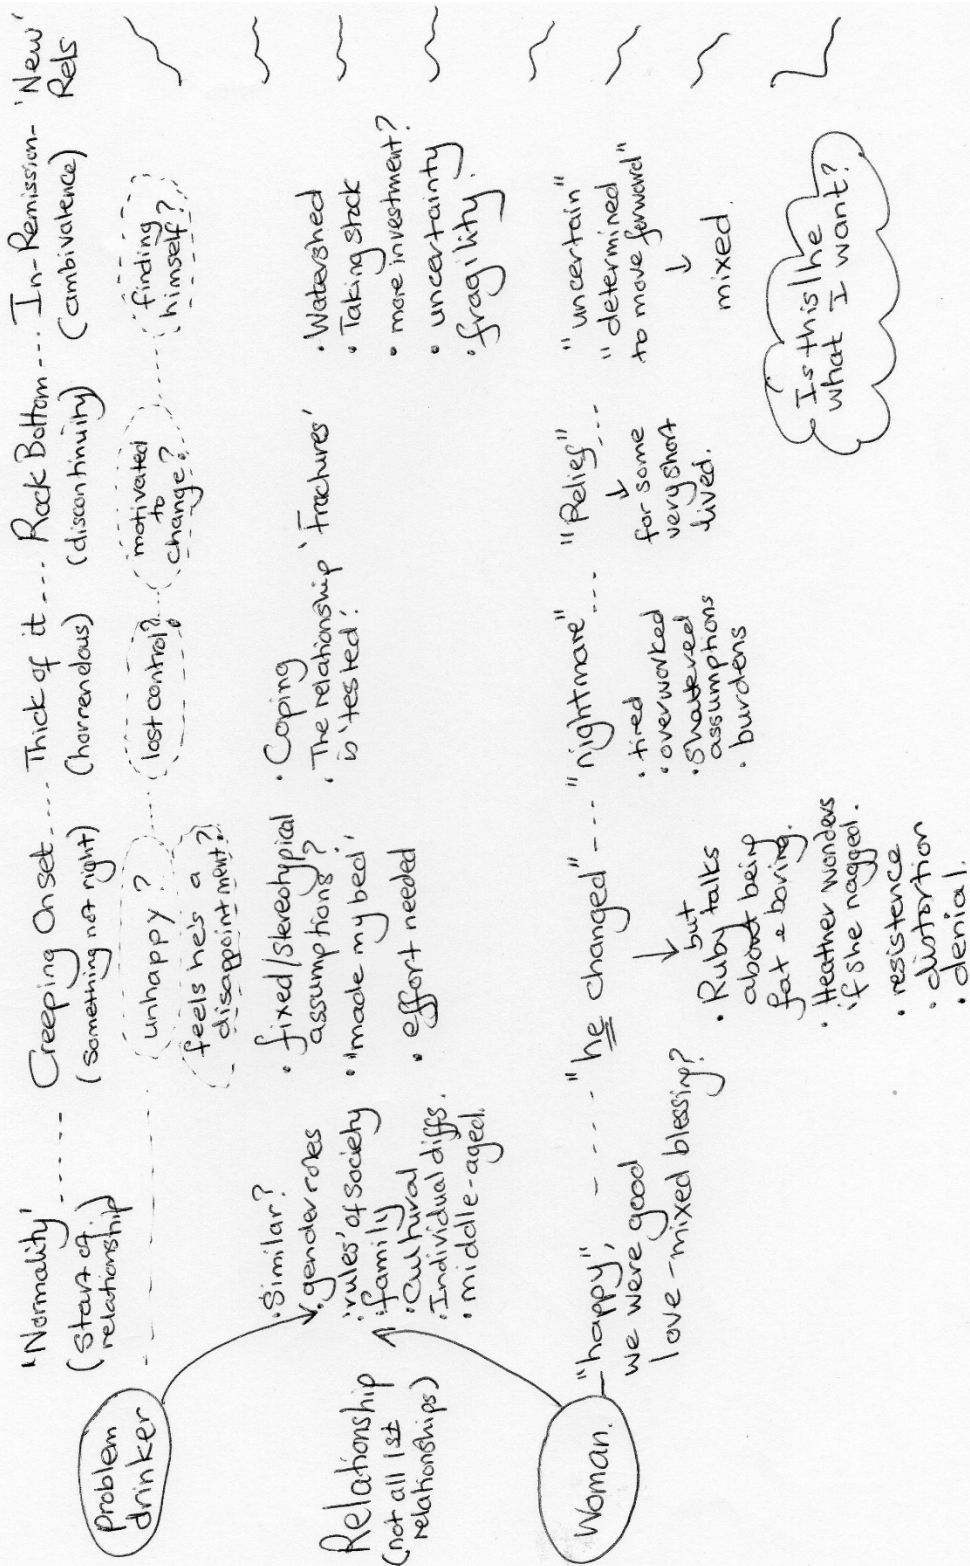 'Normality' ...... Creeping Onset .... Thick of it .... Rock Bottom .... In-Remission - 'New'
(Start of
relationship)
(something not right)
(horrendous)
(discontinuity)
(ambivalence)
Rels
Problem
drinker
unhappy?
feels he's a
disappointment?
lost control?
motivated
to
change?
finding
himself?
Relationship
(not all 1st
relationships)
• Similar?
• gender roles
• 'rules' of society
• family
• cultural
• Individual diffs.
• middle-aged.
• fixed/stereotypical
assumptions?
• "made my bed'
• effort needed
• Coping
• The relationship
is 'tested'.
'Fractures'
• Watershed
• Taking stock
• more investment?
• uncertainty
• fragility.
Woman.
"happy",
we were good
love - mixed blessing?
"he changed"
but
• Ruby talks
about being
fat & boring.
• Heather wonders
if she nagged.
• resistence
• distortion
• denial.
"nightmare"
• tired
• overworked
• Shattered
assumptions
• burdens
"Relief"
for some
very short
lived.
"uncertain"
"determined
to move forward"
mixed.
Is this/he
what I want?